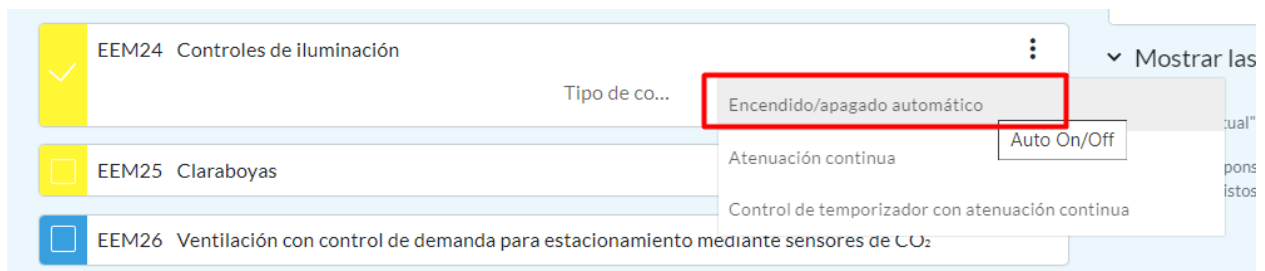 EEM24 Controles de iluminación
Mostrar las
Tipo de co...
Encendido/apagado automático
Auto On/Off
Atenuación continua
Control de temporizador con atenuación continua
EEM25 Claraboyas
EEM26 Ventilación con control de demanda para estacionamiento mediante sensores de CO₂